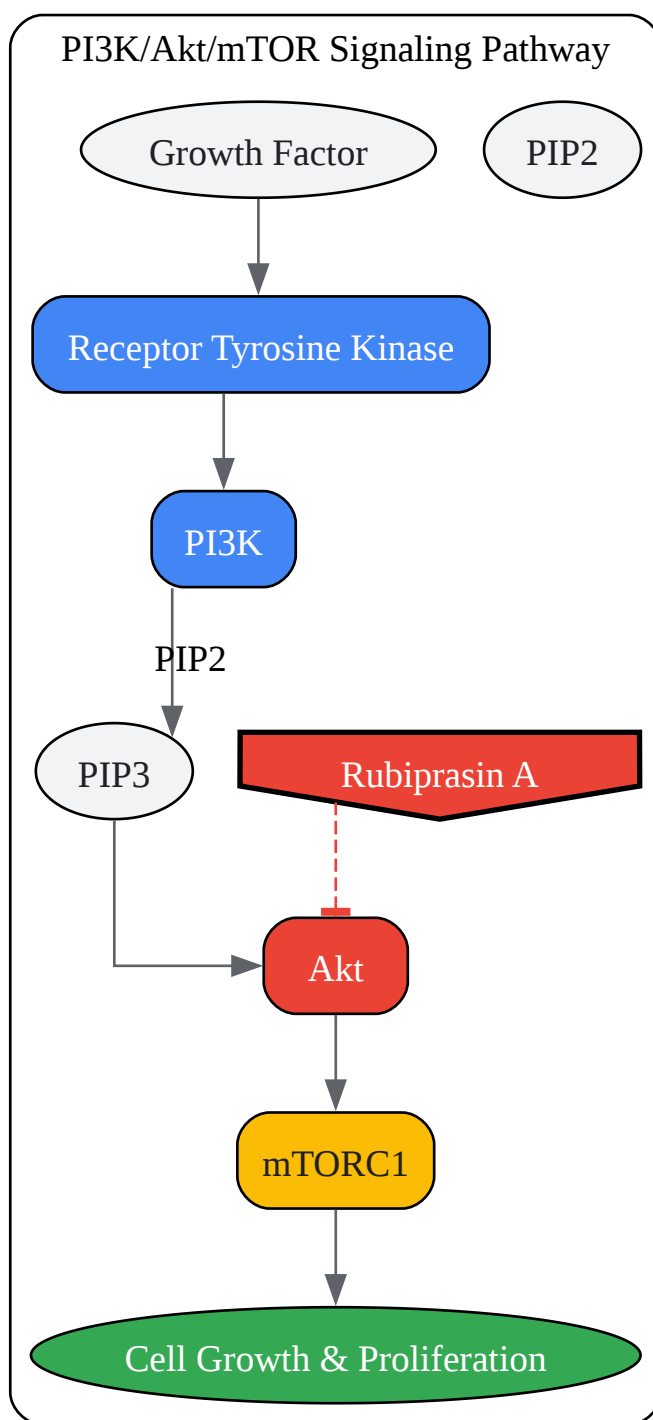 PI3K/Akt/mTOR Signaling Pathway
Growth Factor
PIP2
Receptor Tyrosine Kinase
PI3K
PIP2
PIP3
Rubiprasin A
Akt
mTORC1
Cell Growth & Proliferation